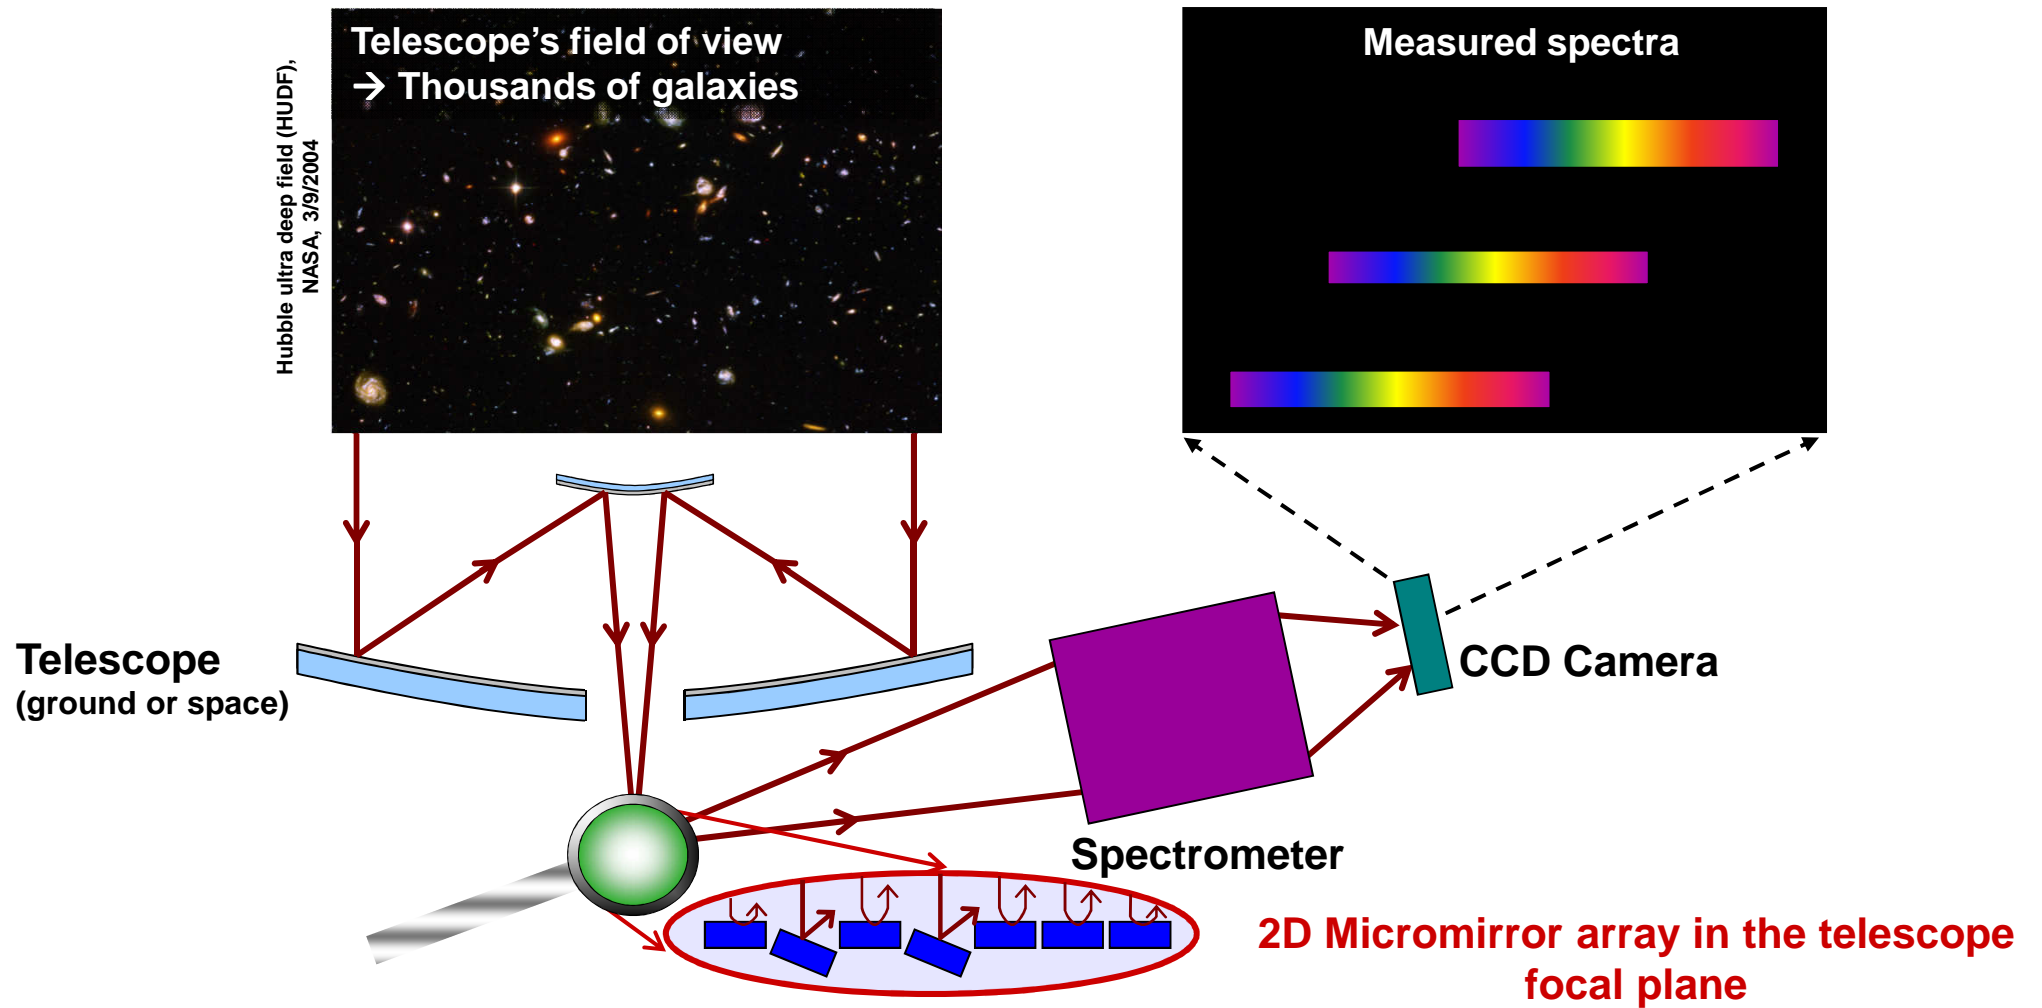 Telescope’s field of view
→ Thousands of galaxies
Hubble ultra deep field (HUDF),
NASA, 3/9/2004
Measured spectra
Telescope
(ground or space)
CCD Camera
Spectrometer
2D Micromirror array in the telescope
focal plane